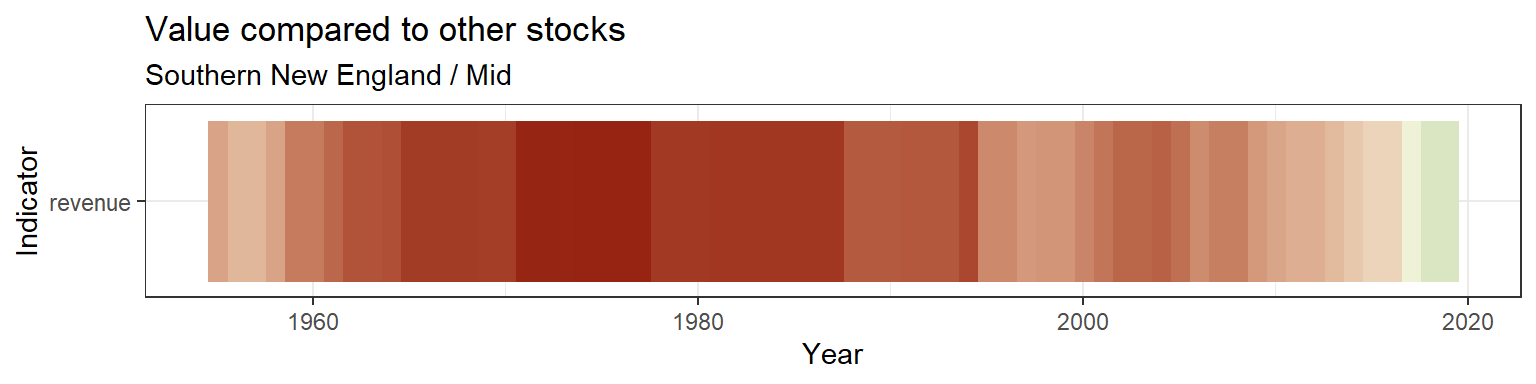 Value compared to other stocks
Southern New England / Mid
Indicator
revenue
1960 1980 2000 2020
Year